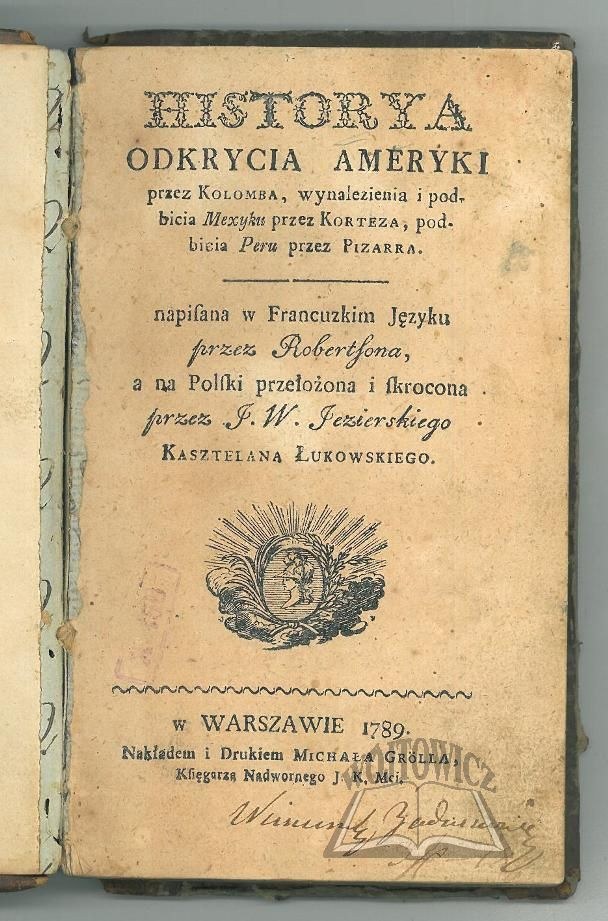 HISTORYA
ODKRYCIA AMERYKI
przez KOLOMBA, wynalezienia i pod-
bicia Mexyku przez KORTEZA, pod-
bicia Peru przez PIZARRA.
napiſana w Francuzkim Języku
przez Robertſona,
a na Polſki przełożona i ſkrocona
przez J. W. Jezierskiego
KASZTELANA ŁUKOWSKIEGO.
w WARSZAWIE 1789.
Nakładem i Drukiem MICHAŁA GRÖLLA,
Kſięgarza Nadwornego J. K. Mci.
WÓJTOWICZ